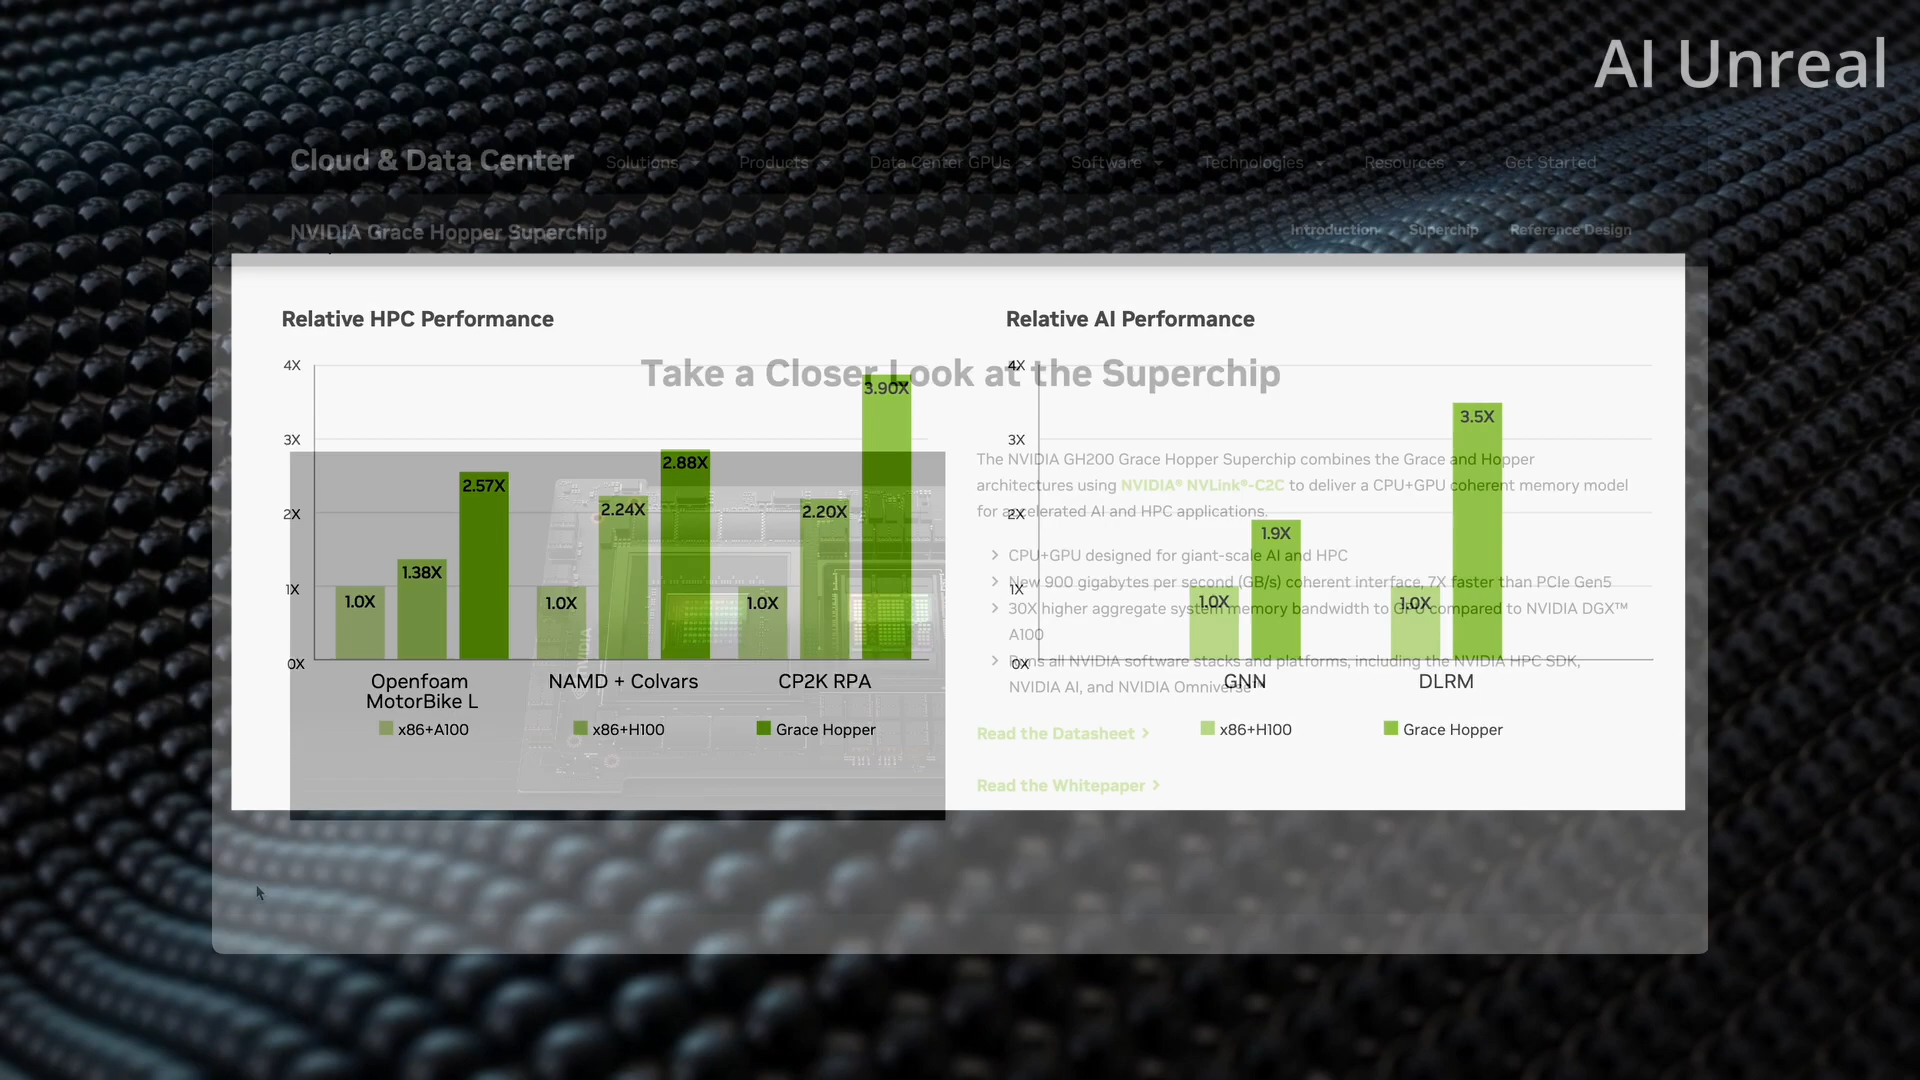 AI Unreal
Cloud & Data Center
Solutions
Products
Data Center GPUs
Software
Technologies
Resources
Get Started
NVIDIA Grace Hopper Superchip
Introduction
Superchip
Reference Design
Take a Closer Look at the Superchip
Relative HPC Performance
4X
3X
2X
1X
0X
1.0X
1.38X
2.57X
1.0X
2.24X
2.88X
1.0X
2.20X
3.90X
Openfoam
MotorBike L
NAMD + Colvars
CP2K RPA
x86+A100
x86+H100
Grace Hopper
NVIDIA
Relative AI Performance
4X
3X
2X
1X
0X
1.0X
1.9X
1.0X
3.5X
GNN
DLRM
x86+H100
Grace Hopper
The NVIDIA GH200 Grace Hopper Superchip combines the Grace and Hopper
architectures using NVIDIA® NVLink®-C2C to deliver a CPU+GPU coherent memory model
for accelerated AI and HPC applications.
CPU+GPU designed for giant-scale AI and HPC
New 900 gigabytes per second (GB/s) coherent interface, 7X faster than PCIe Gen5
30X higher aggregate system memory bandwidth to GPU compared to NVIDIA DGX™
A100
Runs all NVIDIA software stacks and platforms, including the NVIDIA HPC SDK,
NVIDIA AI, and NVIDIA Omniverse
Read the Datasheet
Read the Whitepaper